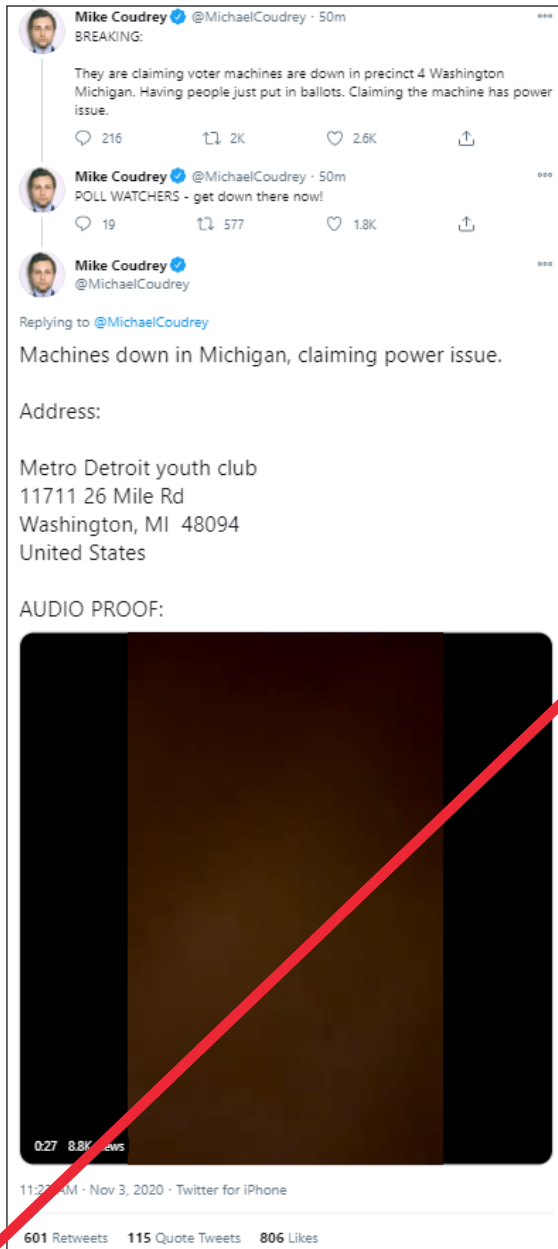 Mike Coudrey @MichaelCoudrey · 50m
BREAKING:
They are claiming voter machines are down in precinct 4 Washington
Michigan. Having people just put in ballots. Claiming the machine has power
issue.
216 2K 2.6K
Mike Coudrey @MichaelCoudrey · 50m
POLL WATCHERS - get down there now!
19 577 1.8K
Mike Coudrey
@MichaelCoudrey
Replying to @MichaelCoudrey
Machines down in Michigan, claiming power issue.
Address:
Metro Detroit youth club
11711 26 Mile Rd
Washington, MI 48094
United States
AUDIO PROOF:
0:27 8.8K views
11:27 AM · Nov 3, 2020 · Twitter for iPhone
601 Retweets 115 Quote Tweets 806 Likes